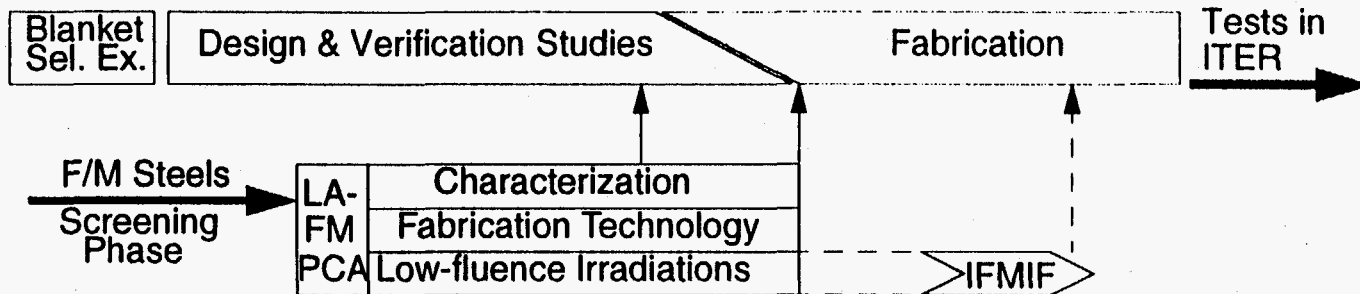 Blanket
Sel. Ex.
Design & Verification Studies
Fabrication
Tests in
ITER
F/M Steels
Screening
Phase
LA-
FM
PCA
Characterization
Fabrication Technology
Low-fluence Irradiations
IFMIF